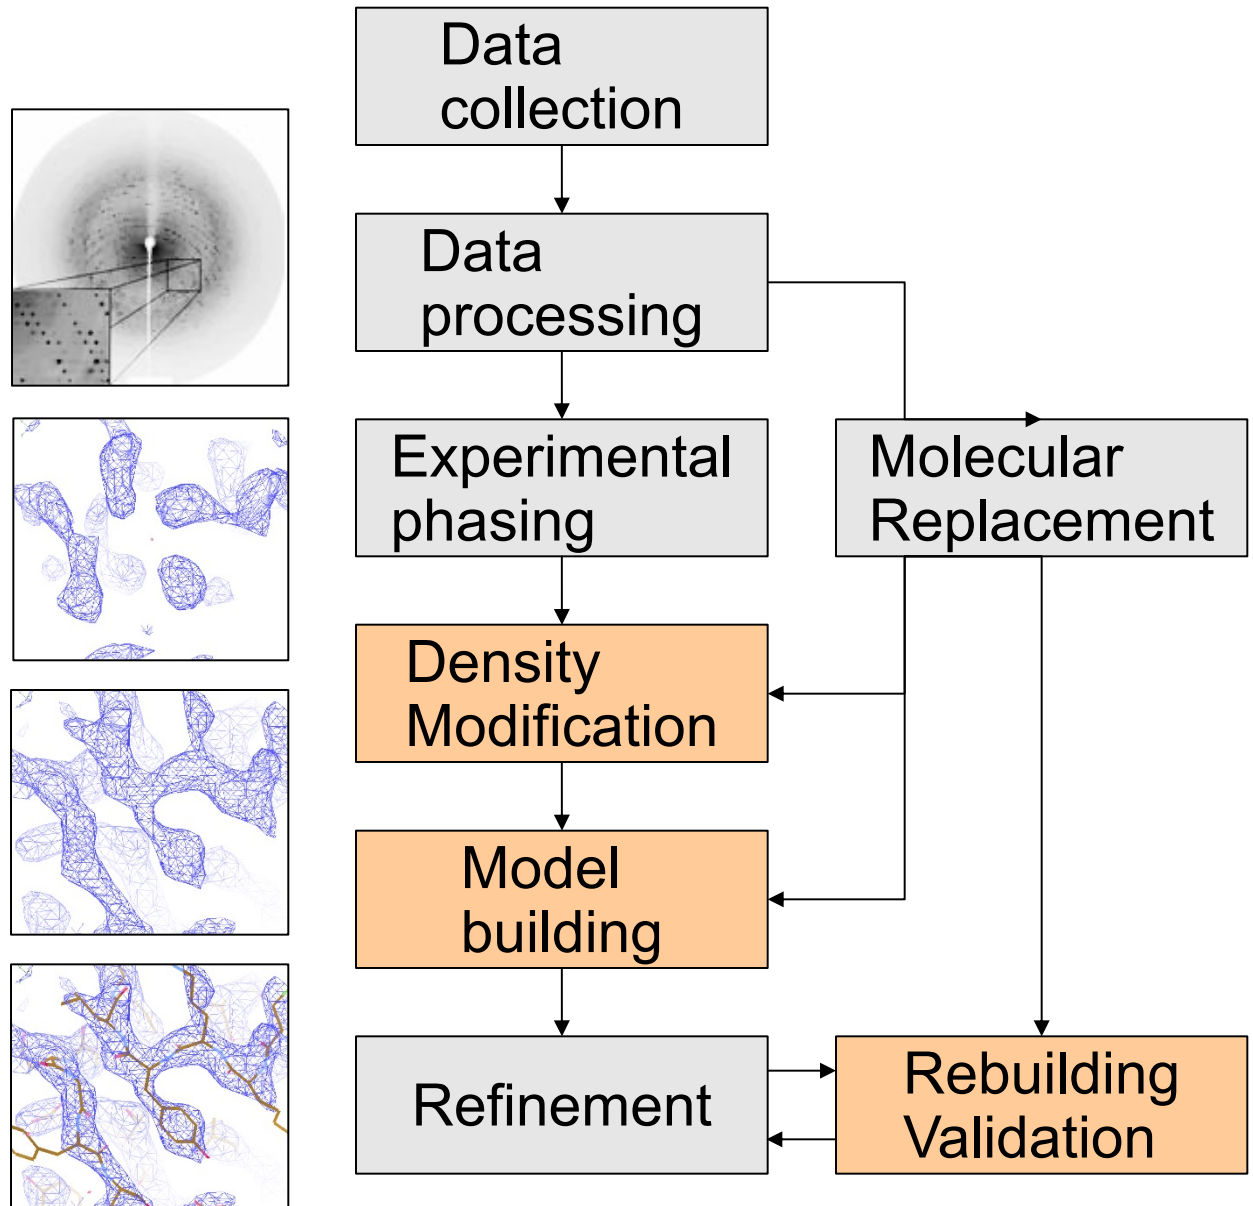 Data
collection
Data
processing
Experimental
phasing
Molecular
Replacement
Density
Modification
Model
building
Refinement
Rebuilding
Validation